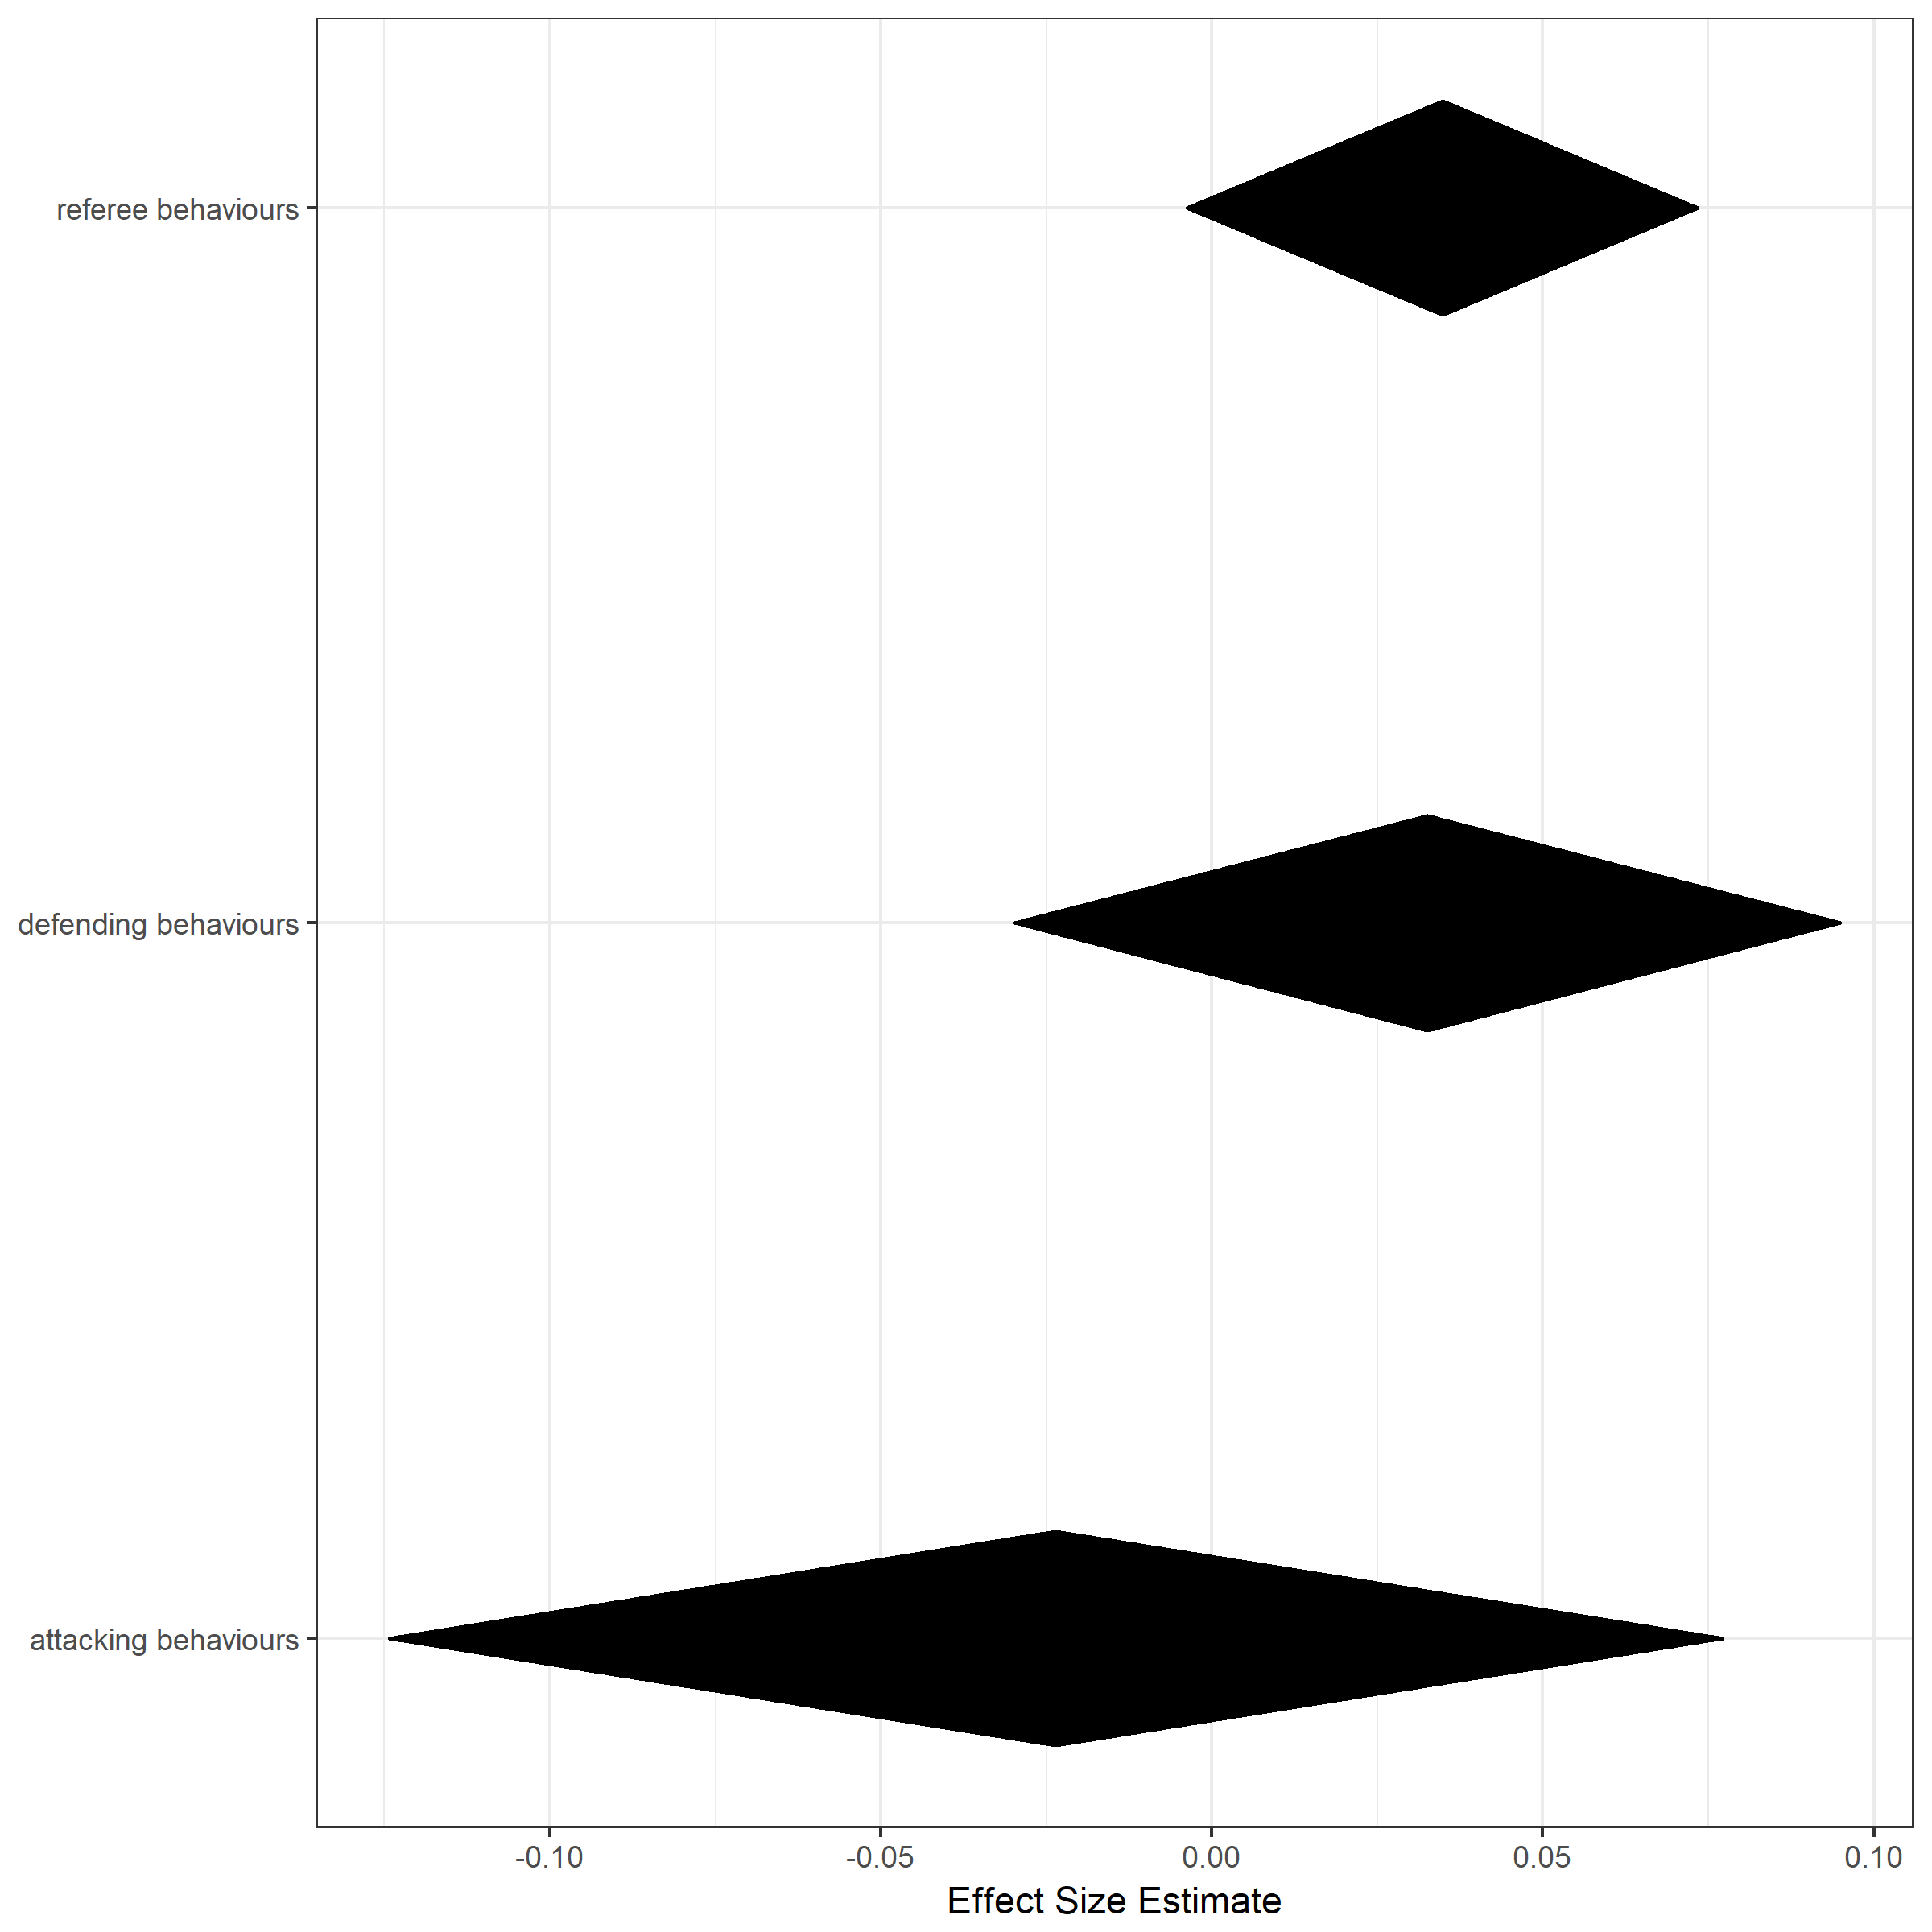 referee behaviours
defending behaviours
attacking behaviours
-0.10 -0.05 0.00 0.05 0.10
Effect Size Estimate